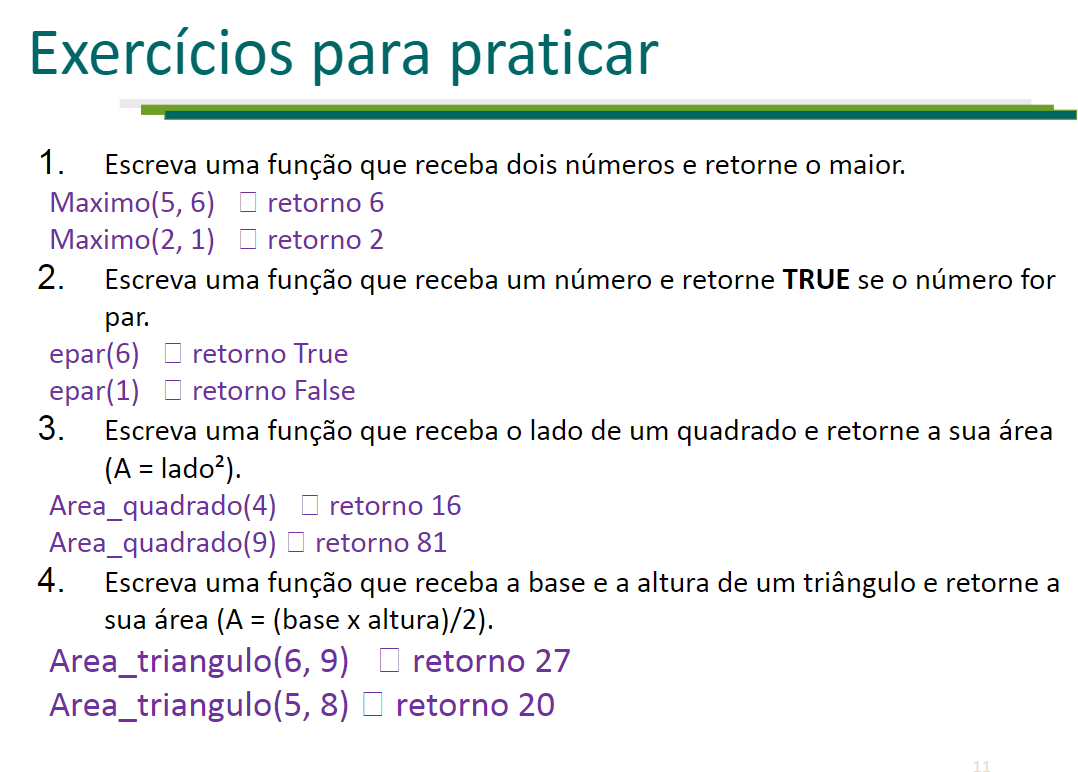 Exercícios para praticar
1. Escreva uma função que receba dois números e retorne o maior.
Maximo(5, 6) □ retorno 6
Maximo(2, 1) □ retorno 2
2. Escreva uma função que receba um número e retorne TRUE se o número for
par.
epar(6) □ retorno True
epar(1) □ retorno False
3. Escreva uma função que receba o lado de um quadrado e retorne a sua área
(A = lado²).
Area_quadrado(4) □ retorno 16
Area_quadrado(9) □ retorno 81
4. Escreva uma função que receba a base e a altura de um triângulo e retorne a
sua área (A = (base x altura)/2).
Area_triangulo(6, 9) □ retorno 27
Area_triangulo(5, 8) □ retorno 20
11